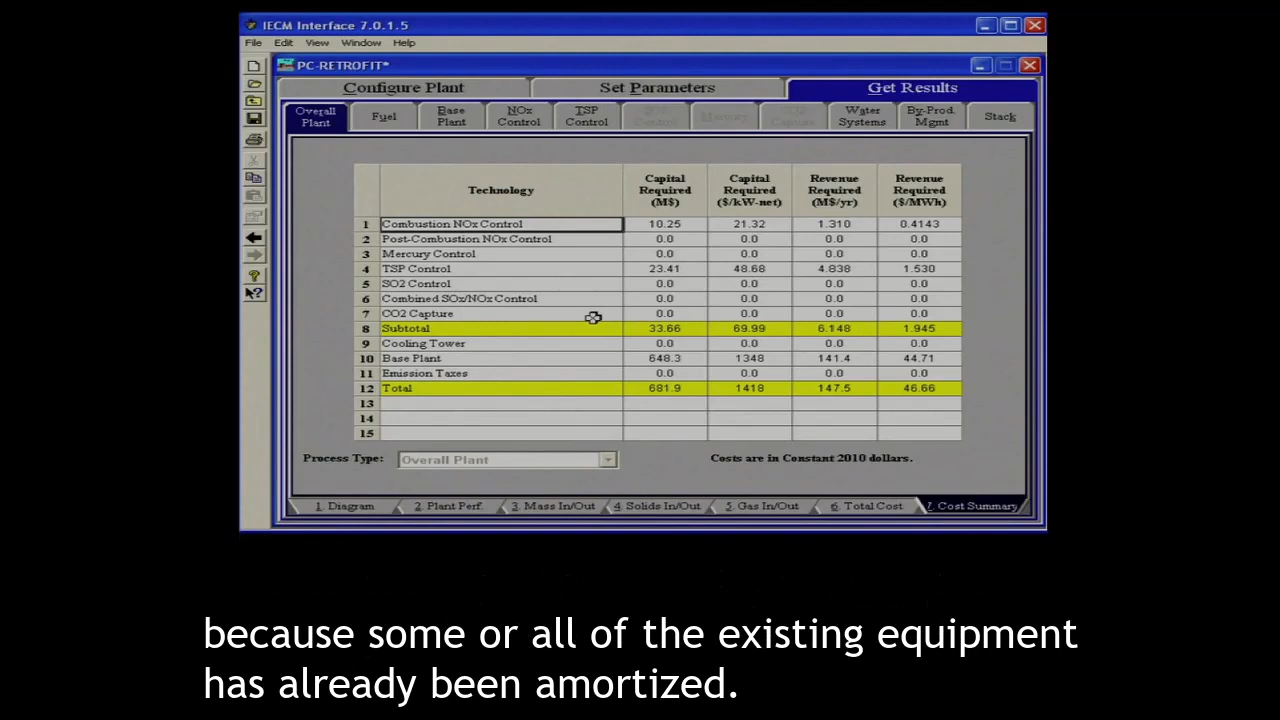 IECM Interface 7.0.1.5
File Edit View Window Help
PC-RETROFIT*
Configure Plant Set Parameters Get Results
Overall Plant Fuel Base Plant NOx Control TSP Control Mercury Water Systems By-Prod. Mgmt Stack
Technology Capital Required (M$) Capital Required ($/kW-net) Revenue Required (M$/yr) Revenue Required ($/MWh)
1 Combustion NOx Control 10.25 21.32 1.310 0.4143
2 Post-Combustion NOx Control 0.0 0.0 0.0 0.0
3 Mercury Control 0.0 0.0 0.0 0.0
4 TSP Control 23.41 48.68 4.838 1.530
5 SO2 Control 0.0 0.0 0.0 0.0
6 Combined SOx/NOx Control 0.0 0.0 0.0 0.0
7 CO2 Capture 0.0 0.0 0.0 0.0
8 Subtotal 33.66 69.99 6.148 1.945
9 Cooling Tower 0.0 0.0 0.0 0.0
10 Base Plant 648.3 1348 141.4 44.71
11 Emission Taxes 0.0 0.0 0.0 0.0
12 Total 681.9 1418 147.5 46.66
13
14
15
Process Type: Overall Plant Costs are in Constant 2010 dollars.
1. Diagram 2. Plant Perf. 3. Mass In/Out 4. Solids In/Out 5. Gas In/Out 6. Total Cost 7. Cost Summary
because some or all of the existing equipment
has already been amortized.